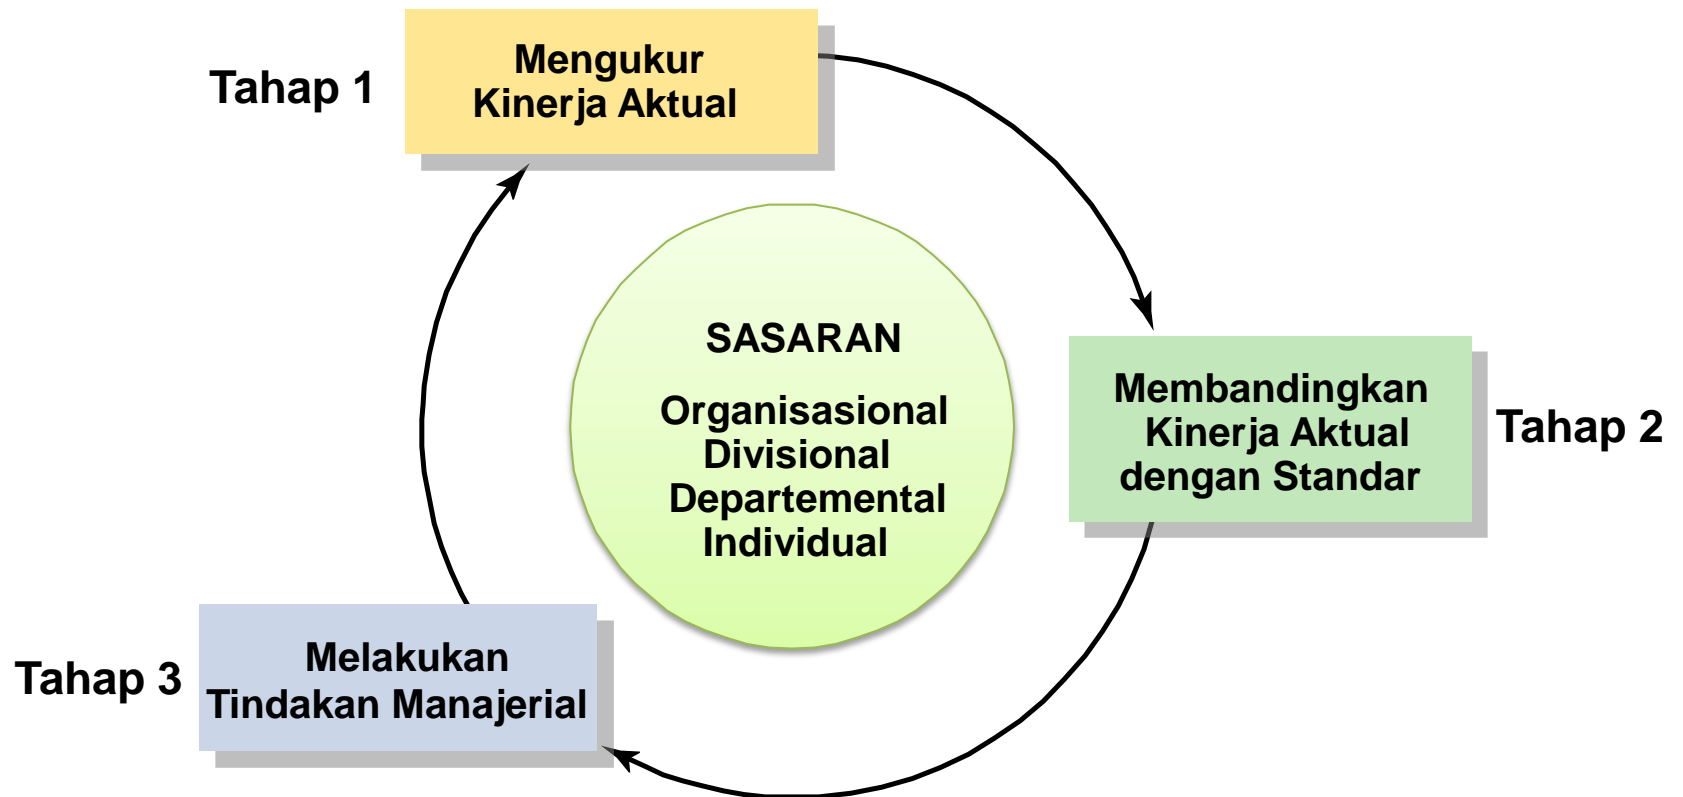 Tahap 1
Mengukur
Kinerja Aktual
SASARAN
Organisasional
Divisional
Departemental
Individual
Membandingkan
Kinerja Aktual
dengan Standar
Tahap 2
Tahap 3
Melakukan
Tindakan Manajerial